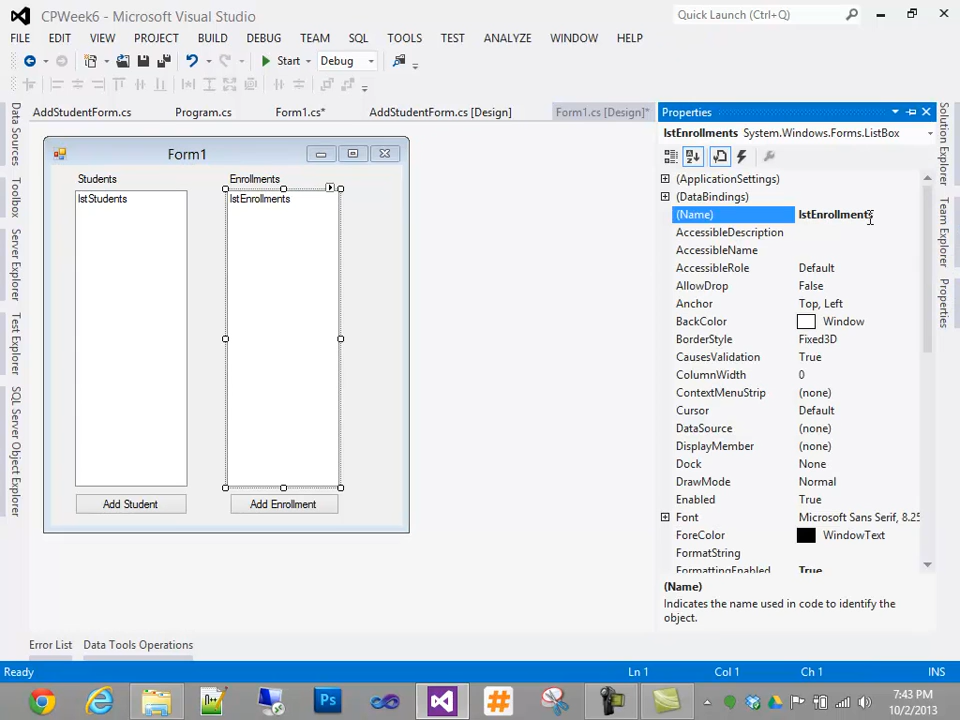 CPWeek6 - Microsoft Visual Studio
Quick Launch (Ctrl+Q)
FILE EDIT VIEW PROJECT BUILD DEBUG TEAM SQL TOOLS TEST ANALYZE WINDOW HELP
Start Debug
AddStudentForm.cs Program.cs Form1.cs* AddStudentForm.cs [Design] Form1.cs [Design]*
Data Sources
Toolbox
Server Explorer
Test Explorer
SQL Server Object Explorer
Form1
Students Enrollments
lstStudents lstEnrollments
Add Student Add Enrollment
Properties
lstEnrollments System.Windows.Forms.ListBox
(ApplicationSettings)
(DataBindings)
(Name) lstEnrollments
AccessibleDescription
AccessibleName
AccessibleRole Default
AllowDrop False
Anchor Top, Left
BackColor Window
BorderStyle Fixed3D
CausesValidation True
ColumnWidth 0
ContextMenuStrip (none)
Cursor Default
DataSource (none)
DisplayMember (none)
Dock None
DrawMode Normal
Enabled True
Font Microsoft Sans Serif, 8.25
ForeColor WindowText
FormatString
FormattingEnabled True
(Name)
Indicates the name used in code to identify the
object.
Solution Explorer
Team Explorer
Properties
Error List Data Tools Operations
Ready Ln 1 Col 1 Ch 1 INS
Ps
7:43 PM
10/2/2013